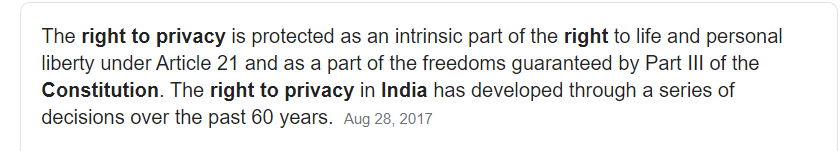 The right to privacy is protected as an intrinsic part of the right to life and personal
liberty under Article 21 and as a part of the freedoms guaranteed by Part III of the
Constitution. The right to privacy in India has developed through a series of
decisions over the past 60 years. Aug 28, 2017